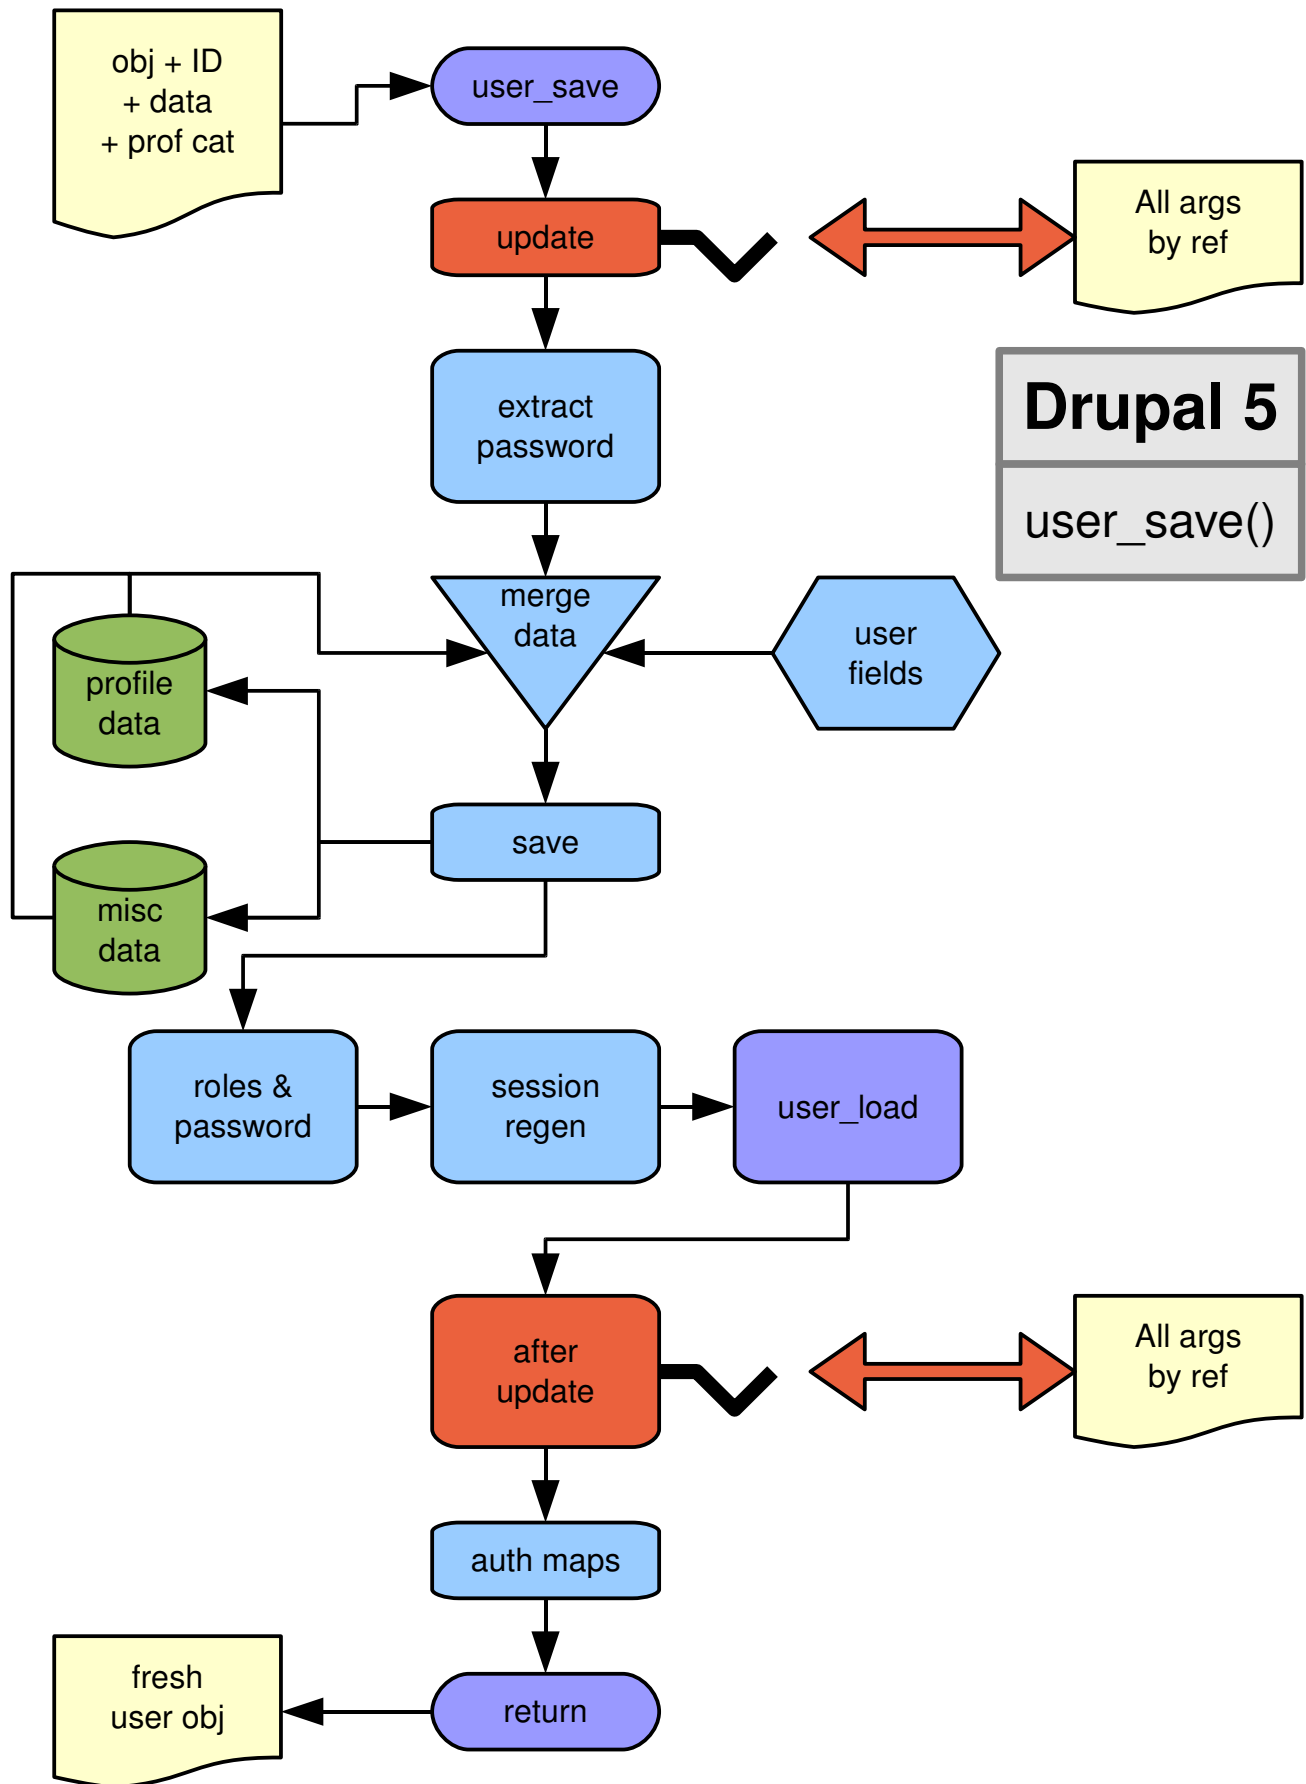 obj + ID
+ data
+ prof cat
user_save
update
All args
by ref
extract
password
Drupal 5
user_save()
merge
data
user
fields
profile
data
save
misc
data
roles &
password
session
regen
user_load
after
update
All args
by ref
auth maps
fresh
user obj
return